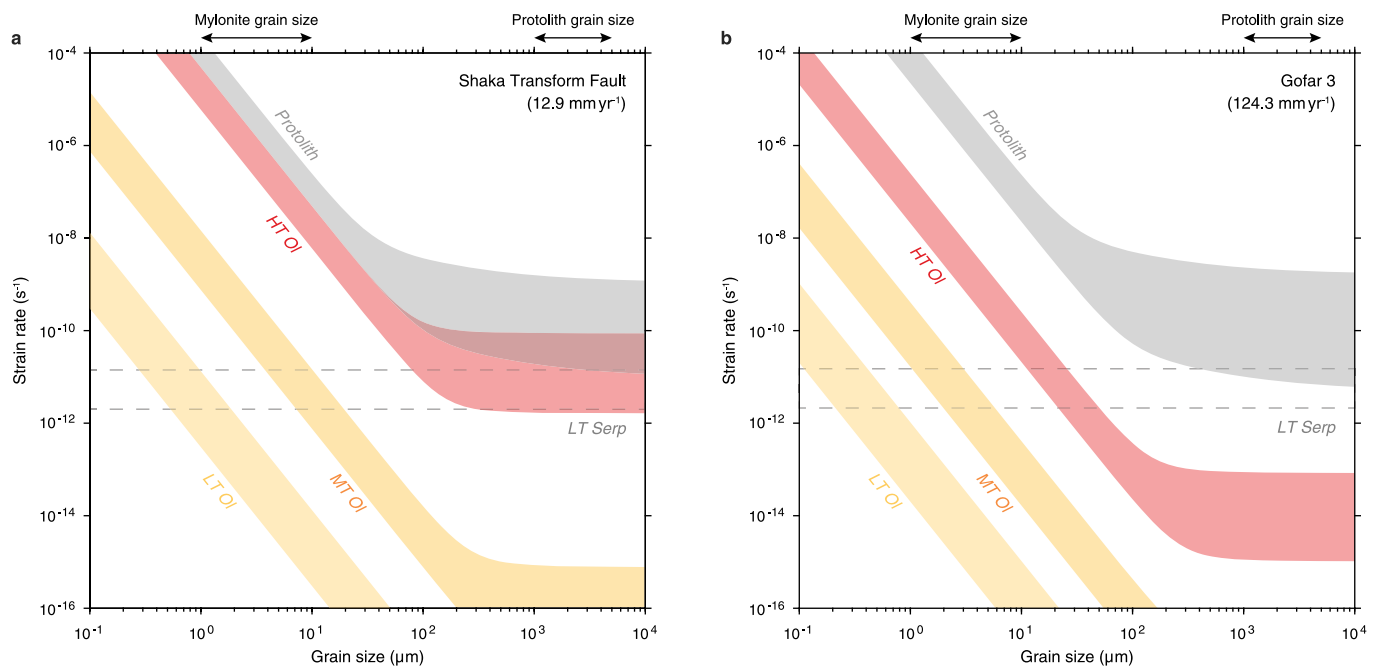 a
Mylonite grain size
Protolith grain size
Shaka Transform Fault
(12.9 mm yr⁻¹)
Protolith
HT Ol
LT Serp
LT Ol
MT Ol
Strain rate (s⁻¹)
10⁻⁴
10⁻⁶
10⁻⁸
10⁻¹⁰
10⁻¹²
10⁻¹⁴
10⁻¹⁶
10⁻¹ 10⁰ 10¹ 10² 10³ 10⁴
Grain size (μm)
b
Mylonite grain size
Protolith grain size
Gofar 3
(124.3 mm yr⁻¹)
Protolith
HT Ol
LT Serp
LT Ol
MT Ol
Strain rate (s⁻¹)
10⁻⁴
10⁻⁶
10⁻⁸
10⁻¹⁰
10⁻¹²
10⁻¹⁴
10⁻¹⁶
10⁻¹ 10⁰ 10¹ 10² 10³ 10⁴
Grain size (μm)